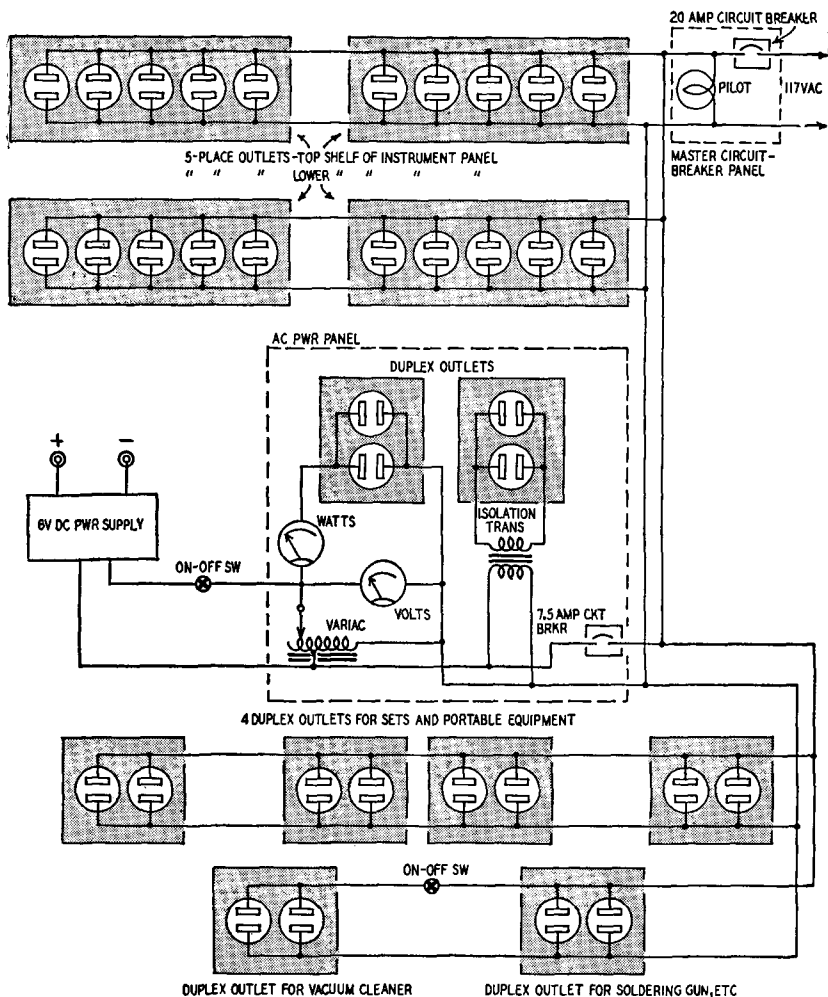 20 AMP CIRCUIT BREAKER
PILOT
117VAC
MASTER CIRCUIT-
BREAKER PANEL
5-PLACE OUTLETS-TOP SHELF OF INSTRUMENT PANEL
" " " LOWER " " " "
AC PWR PANEL
DUPLEX OUTLETS
+ -
6V DC PWR SUPPLY
WATTS
ISOLATION
TRANS
ON-OFF SW
VOLTS
VARIAC
7.5 AMP CKT
BRKR
4 DUPLEX OUTLETS FOR SETS AND PORTABLE EQUIPMENT
ON-OFF SW
DUPLEX OUTLET FOR VACUUM CLEANER
DUPLEX OUTLET FOR SOLDERING GUN, ETC